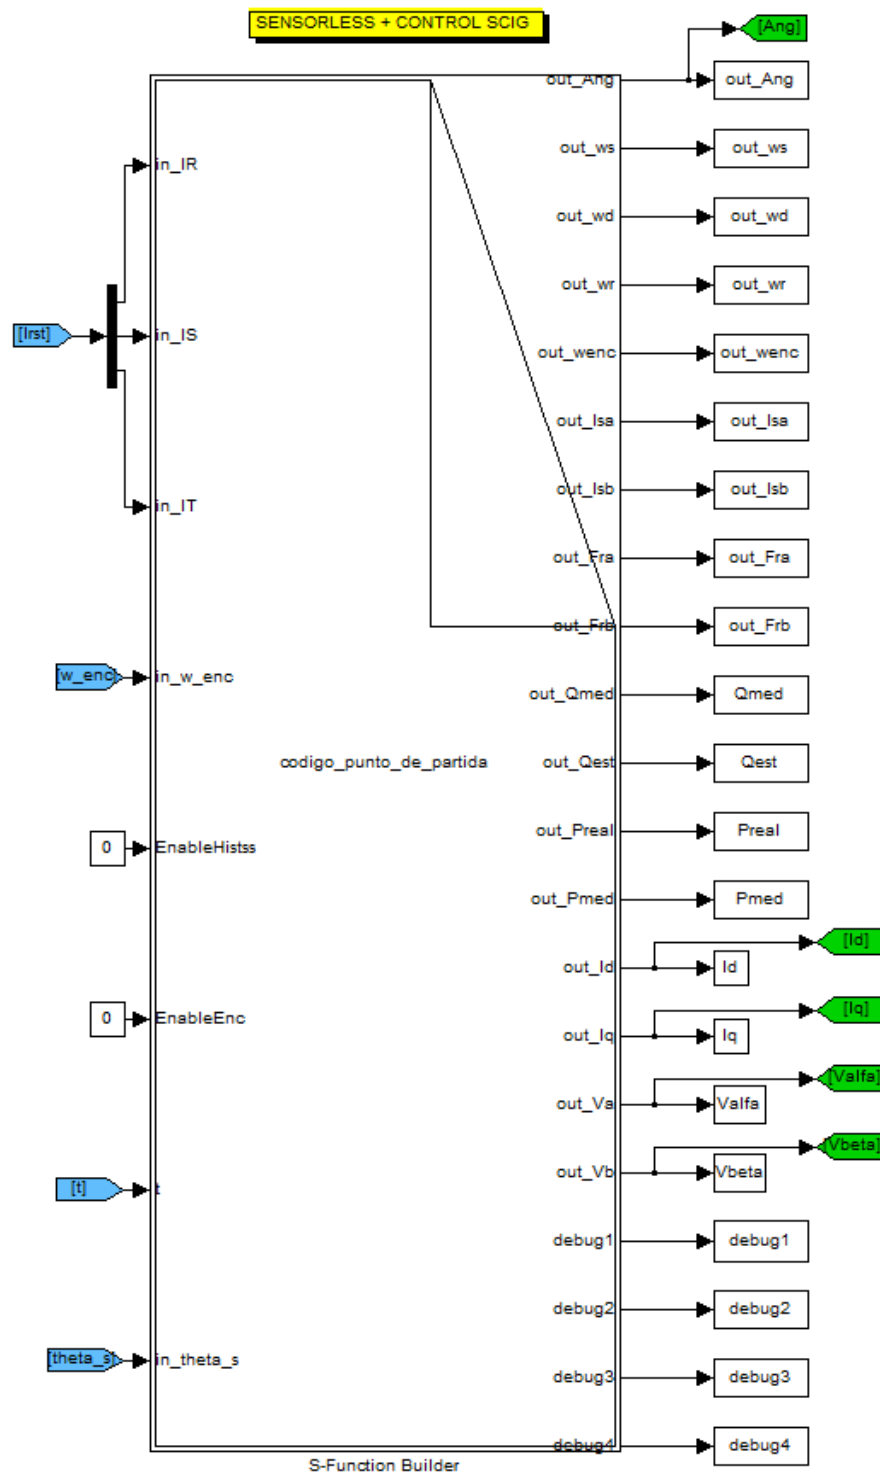 SENSORLESS + CONTROL SCIG
[Ang]
out_Ang
out_Ang
in_IR
out_ws
out_ws
out_wd
out_wd
out_wr
out_wr
[Irst]
in_IS
out_wenc
out_wenc
out_Isa
out_Isa
out_Isb
out_Isb
in_IT
out_Fra
out_Fra
out_Frb
out_Frb
[w_enc]
in_w_enc
out_Qmed
Qmed
codigo_punto_de_partida
out_Qest
Qest
out_Preal
Preal
0
EnableHistss
out_Pmed
Pmed
[Id]
out_Id
Id
[Iq]
0
EnableEnc
out_Iq
Iq
[Valfa]
out_Va
Valfa
[Vbeta]
out_Vb
Vbeta
[t]
t
debug1
debug1
debug2
debug2
[theta_s]
in_theta_s
debug3
debug3
debug4
debug4
S-Function Builder